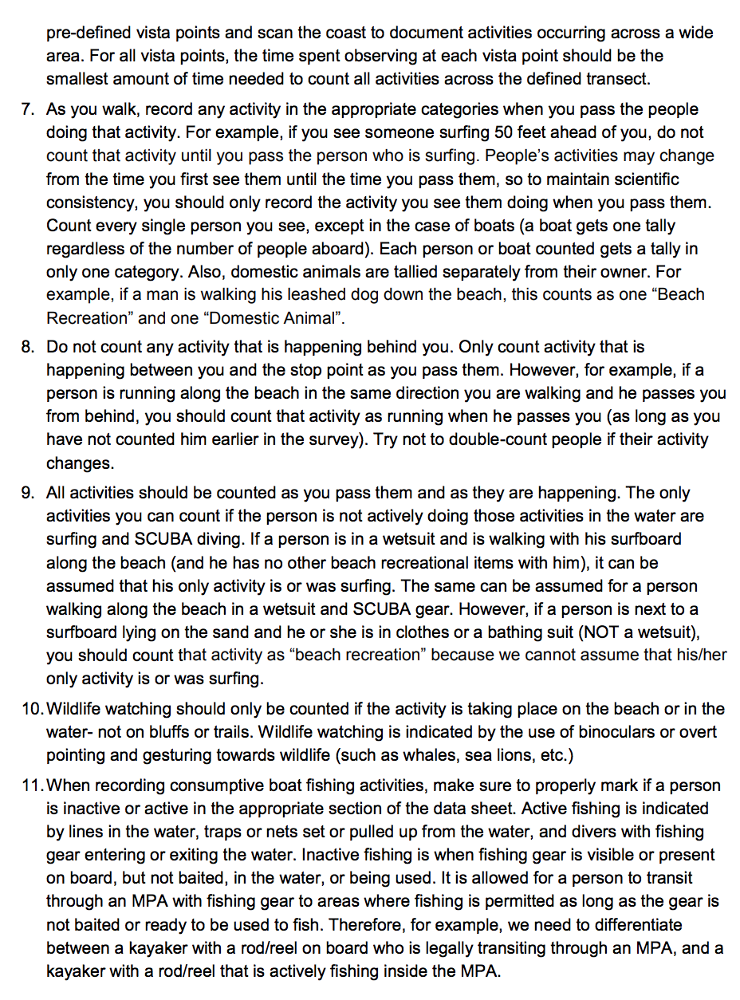 pre-defined vista points and scan the coast to document activities occurring across a wide
area. For all vista points, the time spent observing at each vista point should be the
smallest amount of time needed to count all activities across the defined transect.
7. As you walk, record any activity in the appropriate categories when you pass the people
doing that activity. For example, if you see someone surfing 50 feet ahead of you, do not
count that activity until you pass the person who is surfing. People’s activities may change
from the time you first see them until the time you pass them, so to maintain scientific
consistency, you should only record the activity you see them doing when you pass them.
Count every single person you see, except in the case of boats (a boat gets one tally
regardless of the number of people aboard). Each person or boat counted gets a tally in
only one category. Also, domestic animals are tallied separately from their owner. For
example, if a man is walking his leashed dog down the beach, this counts as one “Beach
Recreation” and one “Domestic Animal”.
8. Do not count any activity that is happening behind you. Only count activity that is
happening between you and the stop point as you pass them. However, for example, if a
person is running along the beach in the same direction you are walking and he passes you
from behind, you should count that activity as running when he passes you (as long as you
have not counted him earlier in the survey). Try not to double-count people if their activity
changes.
9. All activities should be counted as you pass them and as they are happening. The only
activities you can count if the person is not actively doing those activities in the water are
surfing and SCUBA diving. If a person is in a wetsuit and is walking with his surfboard
along the beach (and he has no other beach recreational items with him), it can be
assumed that his only activity is or was surfing. The same can be assumed for a person
walking along the beach in a wetsuit and SCUBA gear. However, if a person is next to a
surfboard lying on the sand and he or she is in clothes or a bathing suit (NOT a wetsuit),
you should count that activity as “beach recreation” because we cannot assume that his/her
only activity is or was surfing.
10. Wildlife watching should only be counted if the activity is taking place on the beach or in the
water- not on bluffs or trails. Wildlife watching is indicated by the use of binoculars or overt
pointing and gesturing towards wildlife (such as whales, sea lions, etc.)
11. When recording consumptive boat fishing activities, make sure to properly mark if a person
is inactive or active in the appropriate section of the data sheet. Active fishing is indicated
by lines in the water, traps or nets set or pulled up from the water, and divers with fishing
gear entering or exiting the water. Inactive fishing is when fishing gear is visible or present
on board, but not baited, in the water, or being used. It is allowed for a person to transit
through an MPA with fishing gear to areas where fishing is permitted as long as the gear is
not baited or ready to be used to fish. Therefore, for example, we need to differentiate
between a kayaker with a rod/reel on board who is legally transiting through an MPA, and a
kayaker with a rod/reel that is actively fishing inside the MPA.